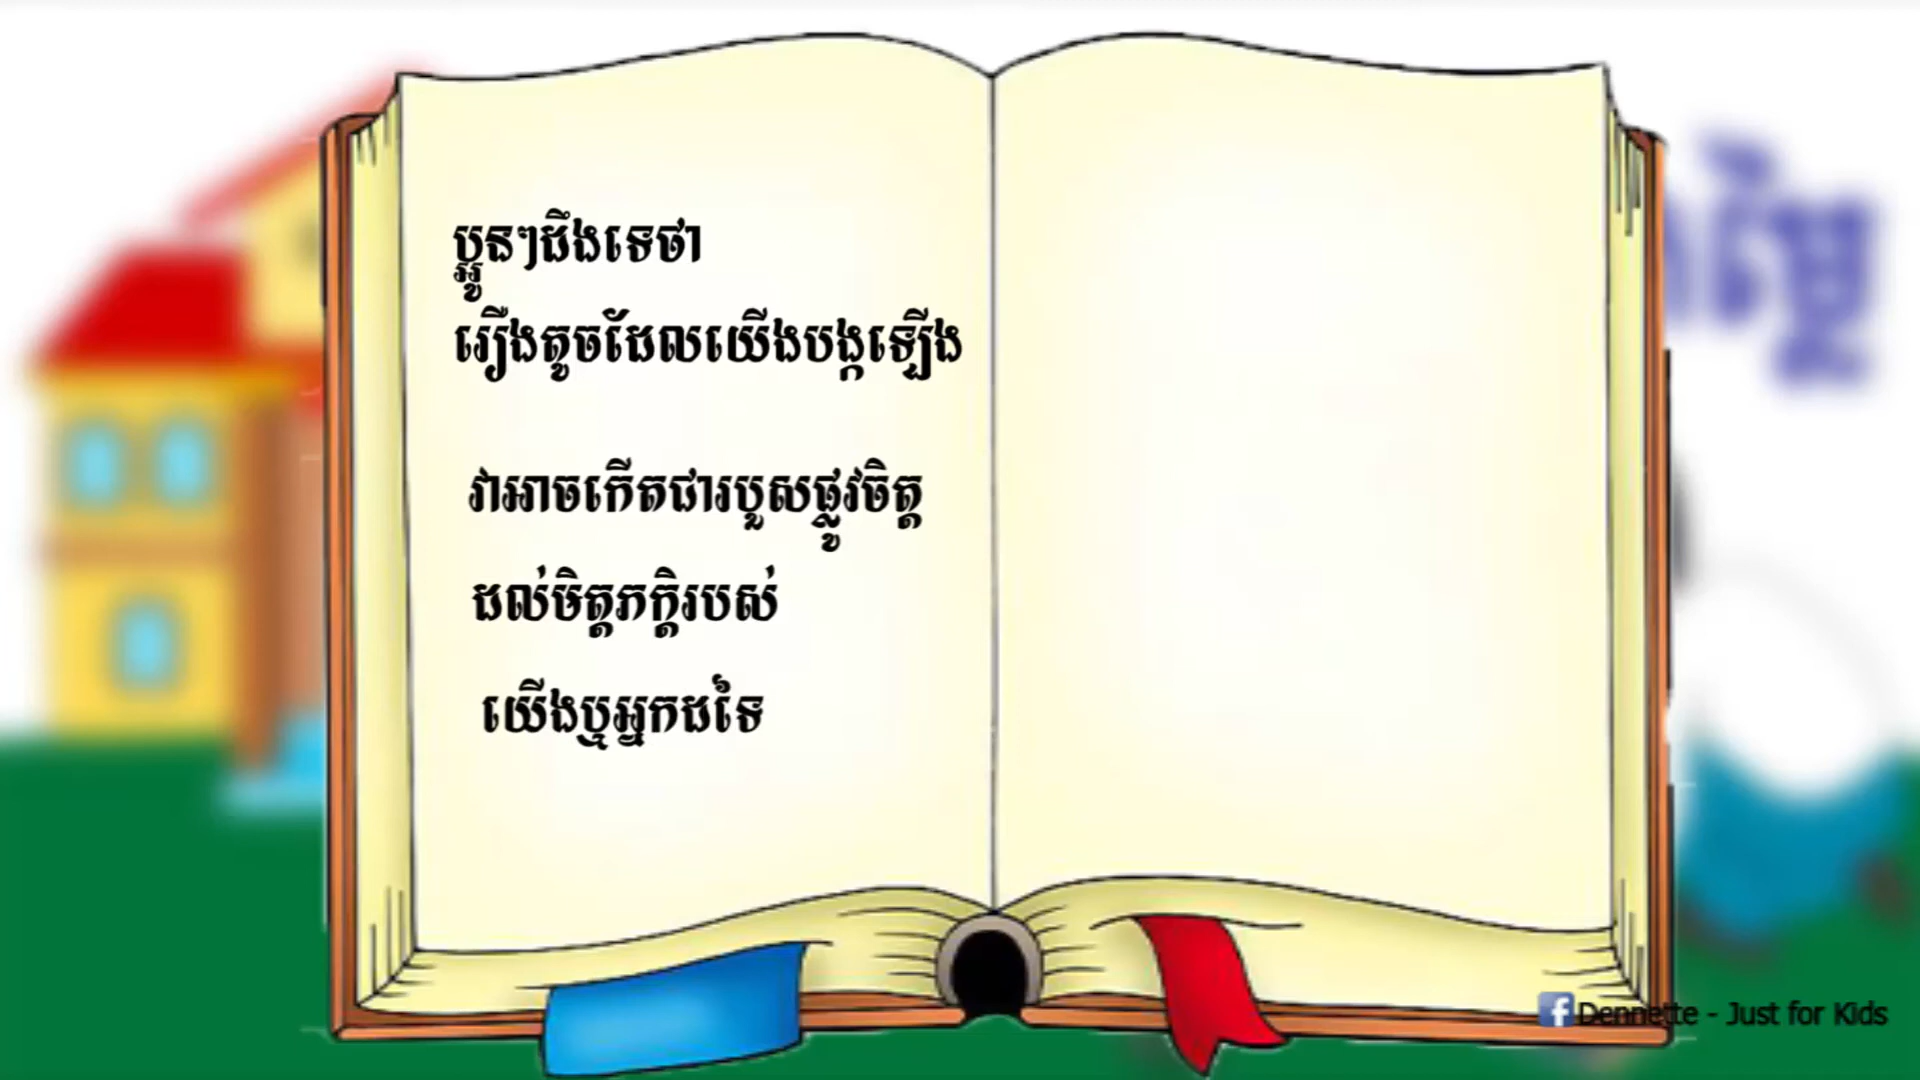 ប្អូនៗដឹងទេថា
រឿងតូចដែលយើងបង្កឡើង
វាអាចកើតជារបួសផ្លូវចិត្ត
ដល់មិត្តភក្តិរបស់
យើងឬអ្នកដទៃ
Dennette - Just for Kids